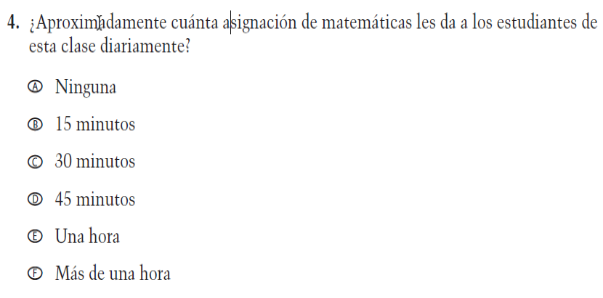 4. ¿Aproximadamente cuánta asignación de matemáticas les da a los estudiantes de
esta clase diariamente?
Ⓐ Ninguna
Ⓑ 15 minutos
Ⓒ 30 minutos
Ⓓ 45 minutos
Ⓔ Una hora
Ⓕ Más de una hora